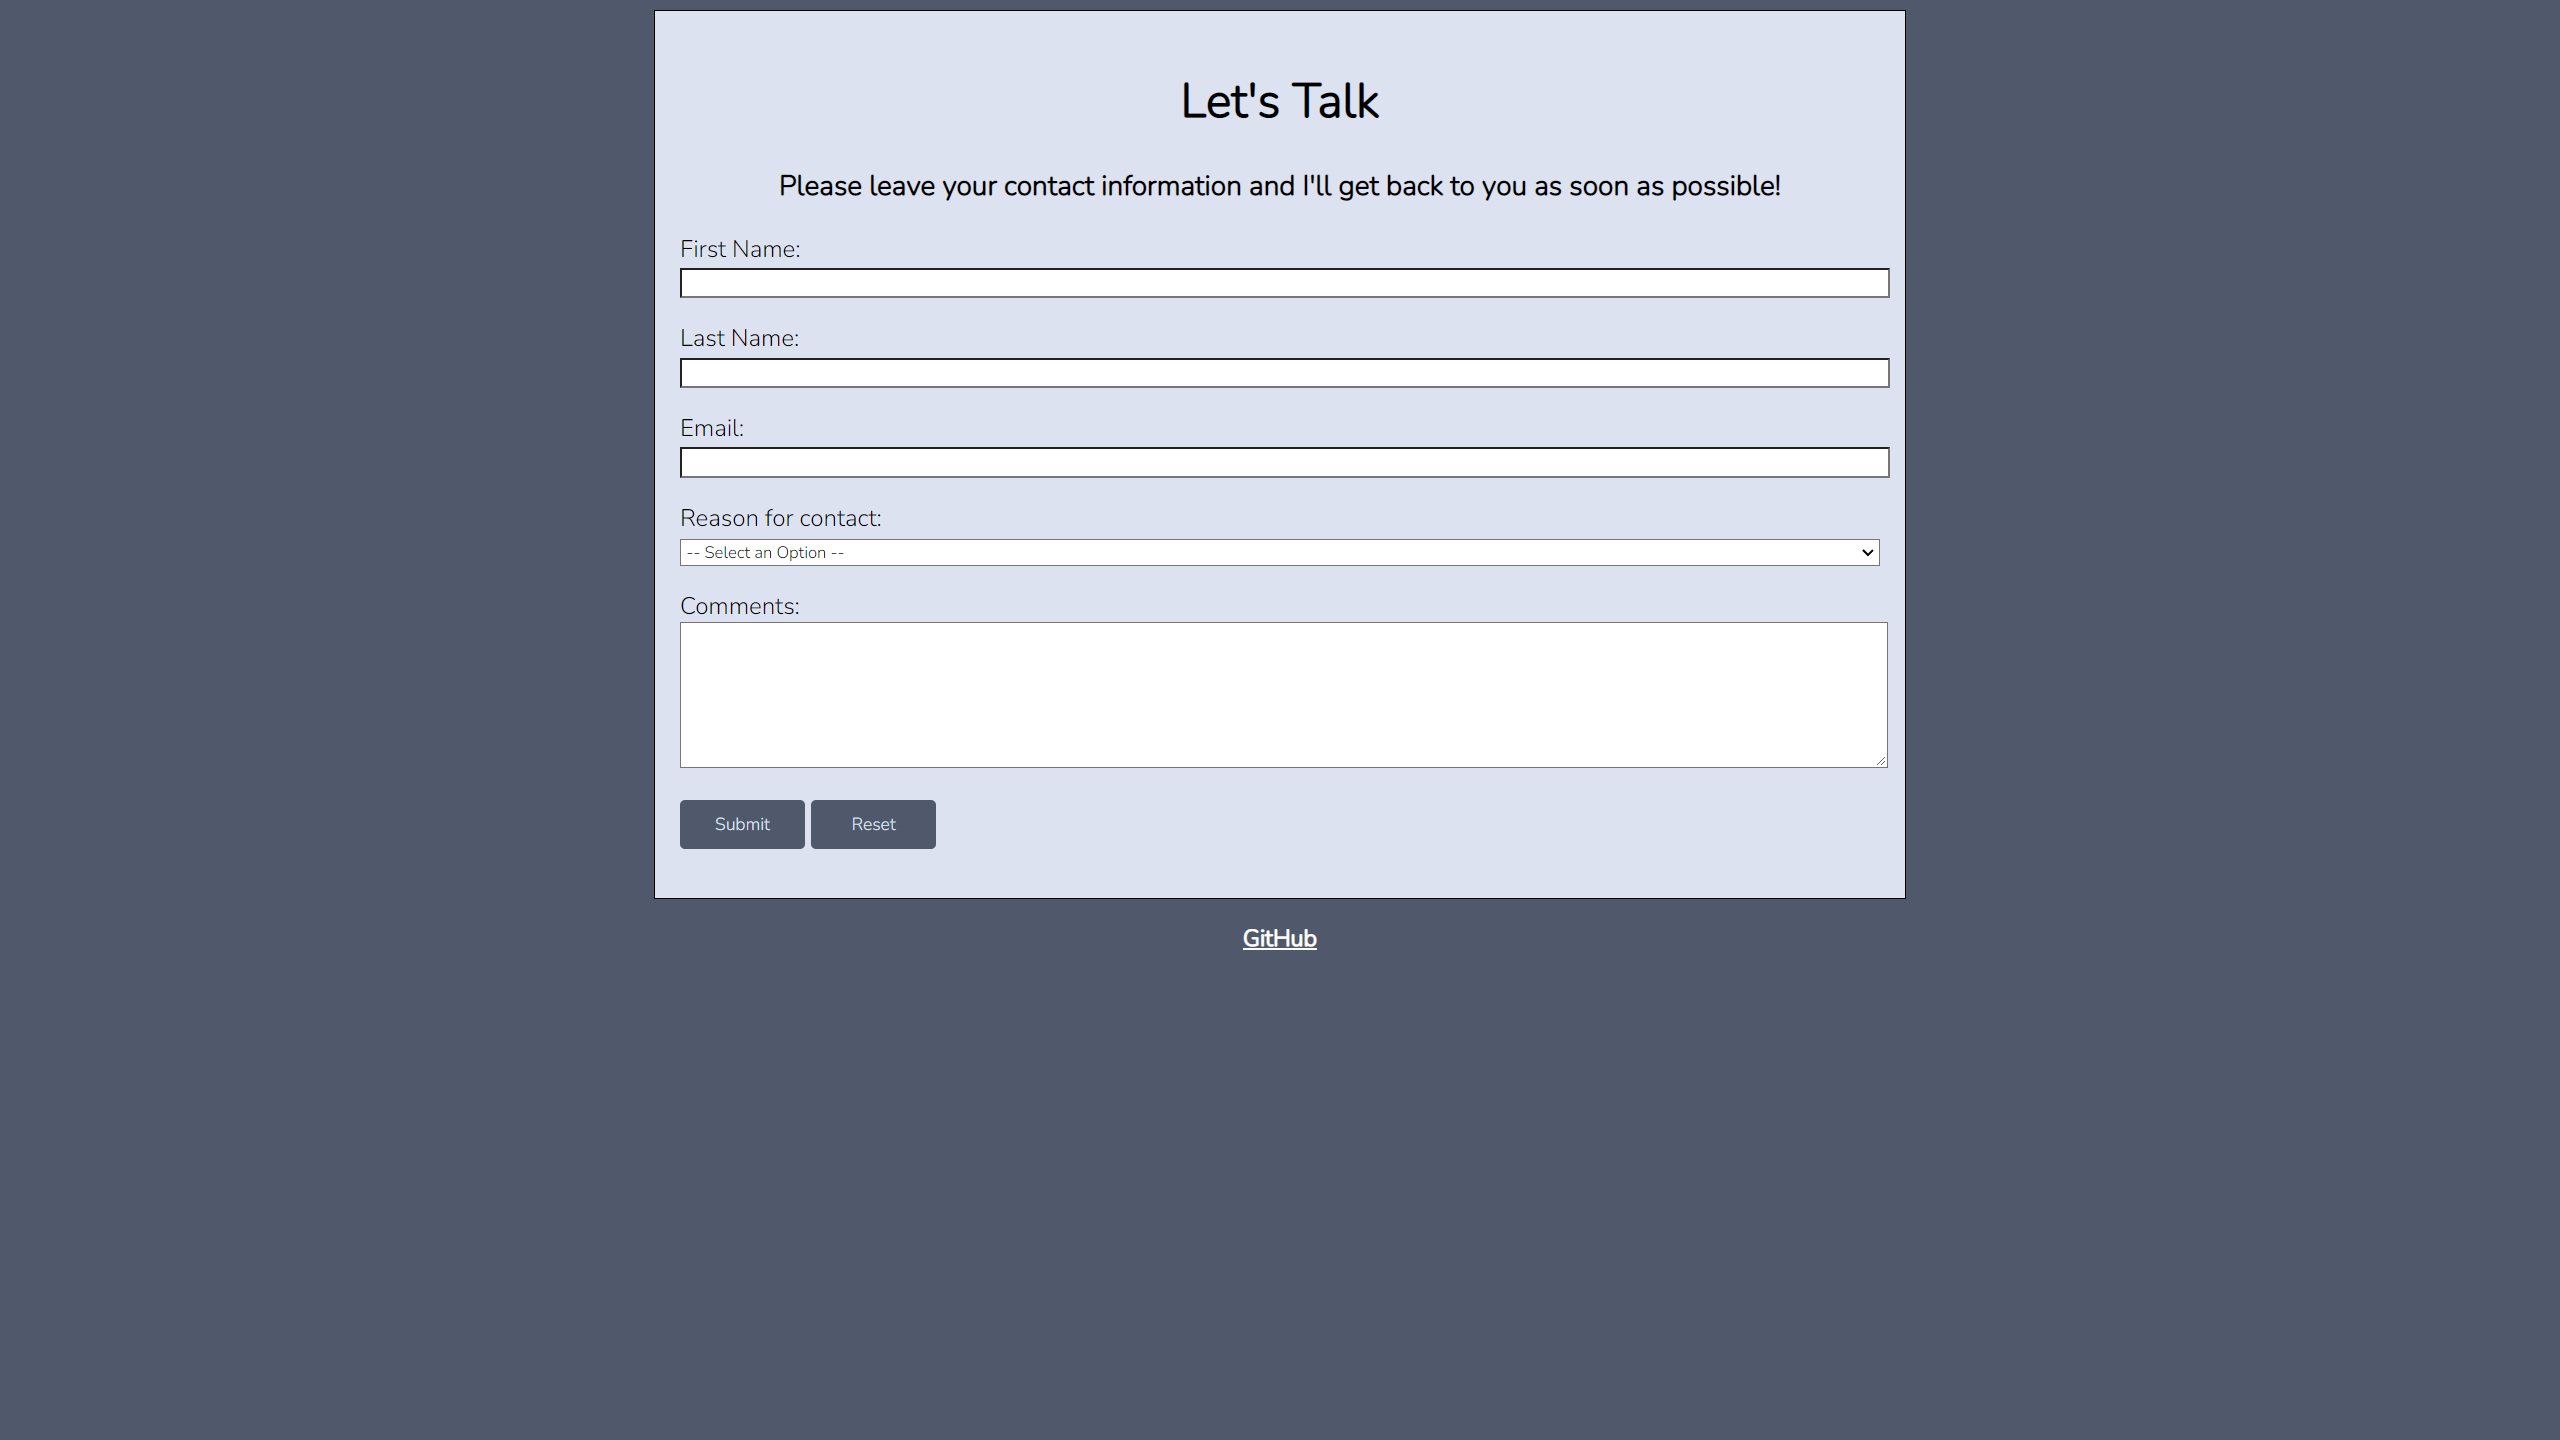 Let's Talk
Please leave your contact information and I'll get back to you as soon as possible!
First Name:
Last Name:
Email:
Reason for contact:
-- Select an Option --
Comments:
Submit Reset
GitHub